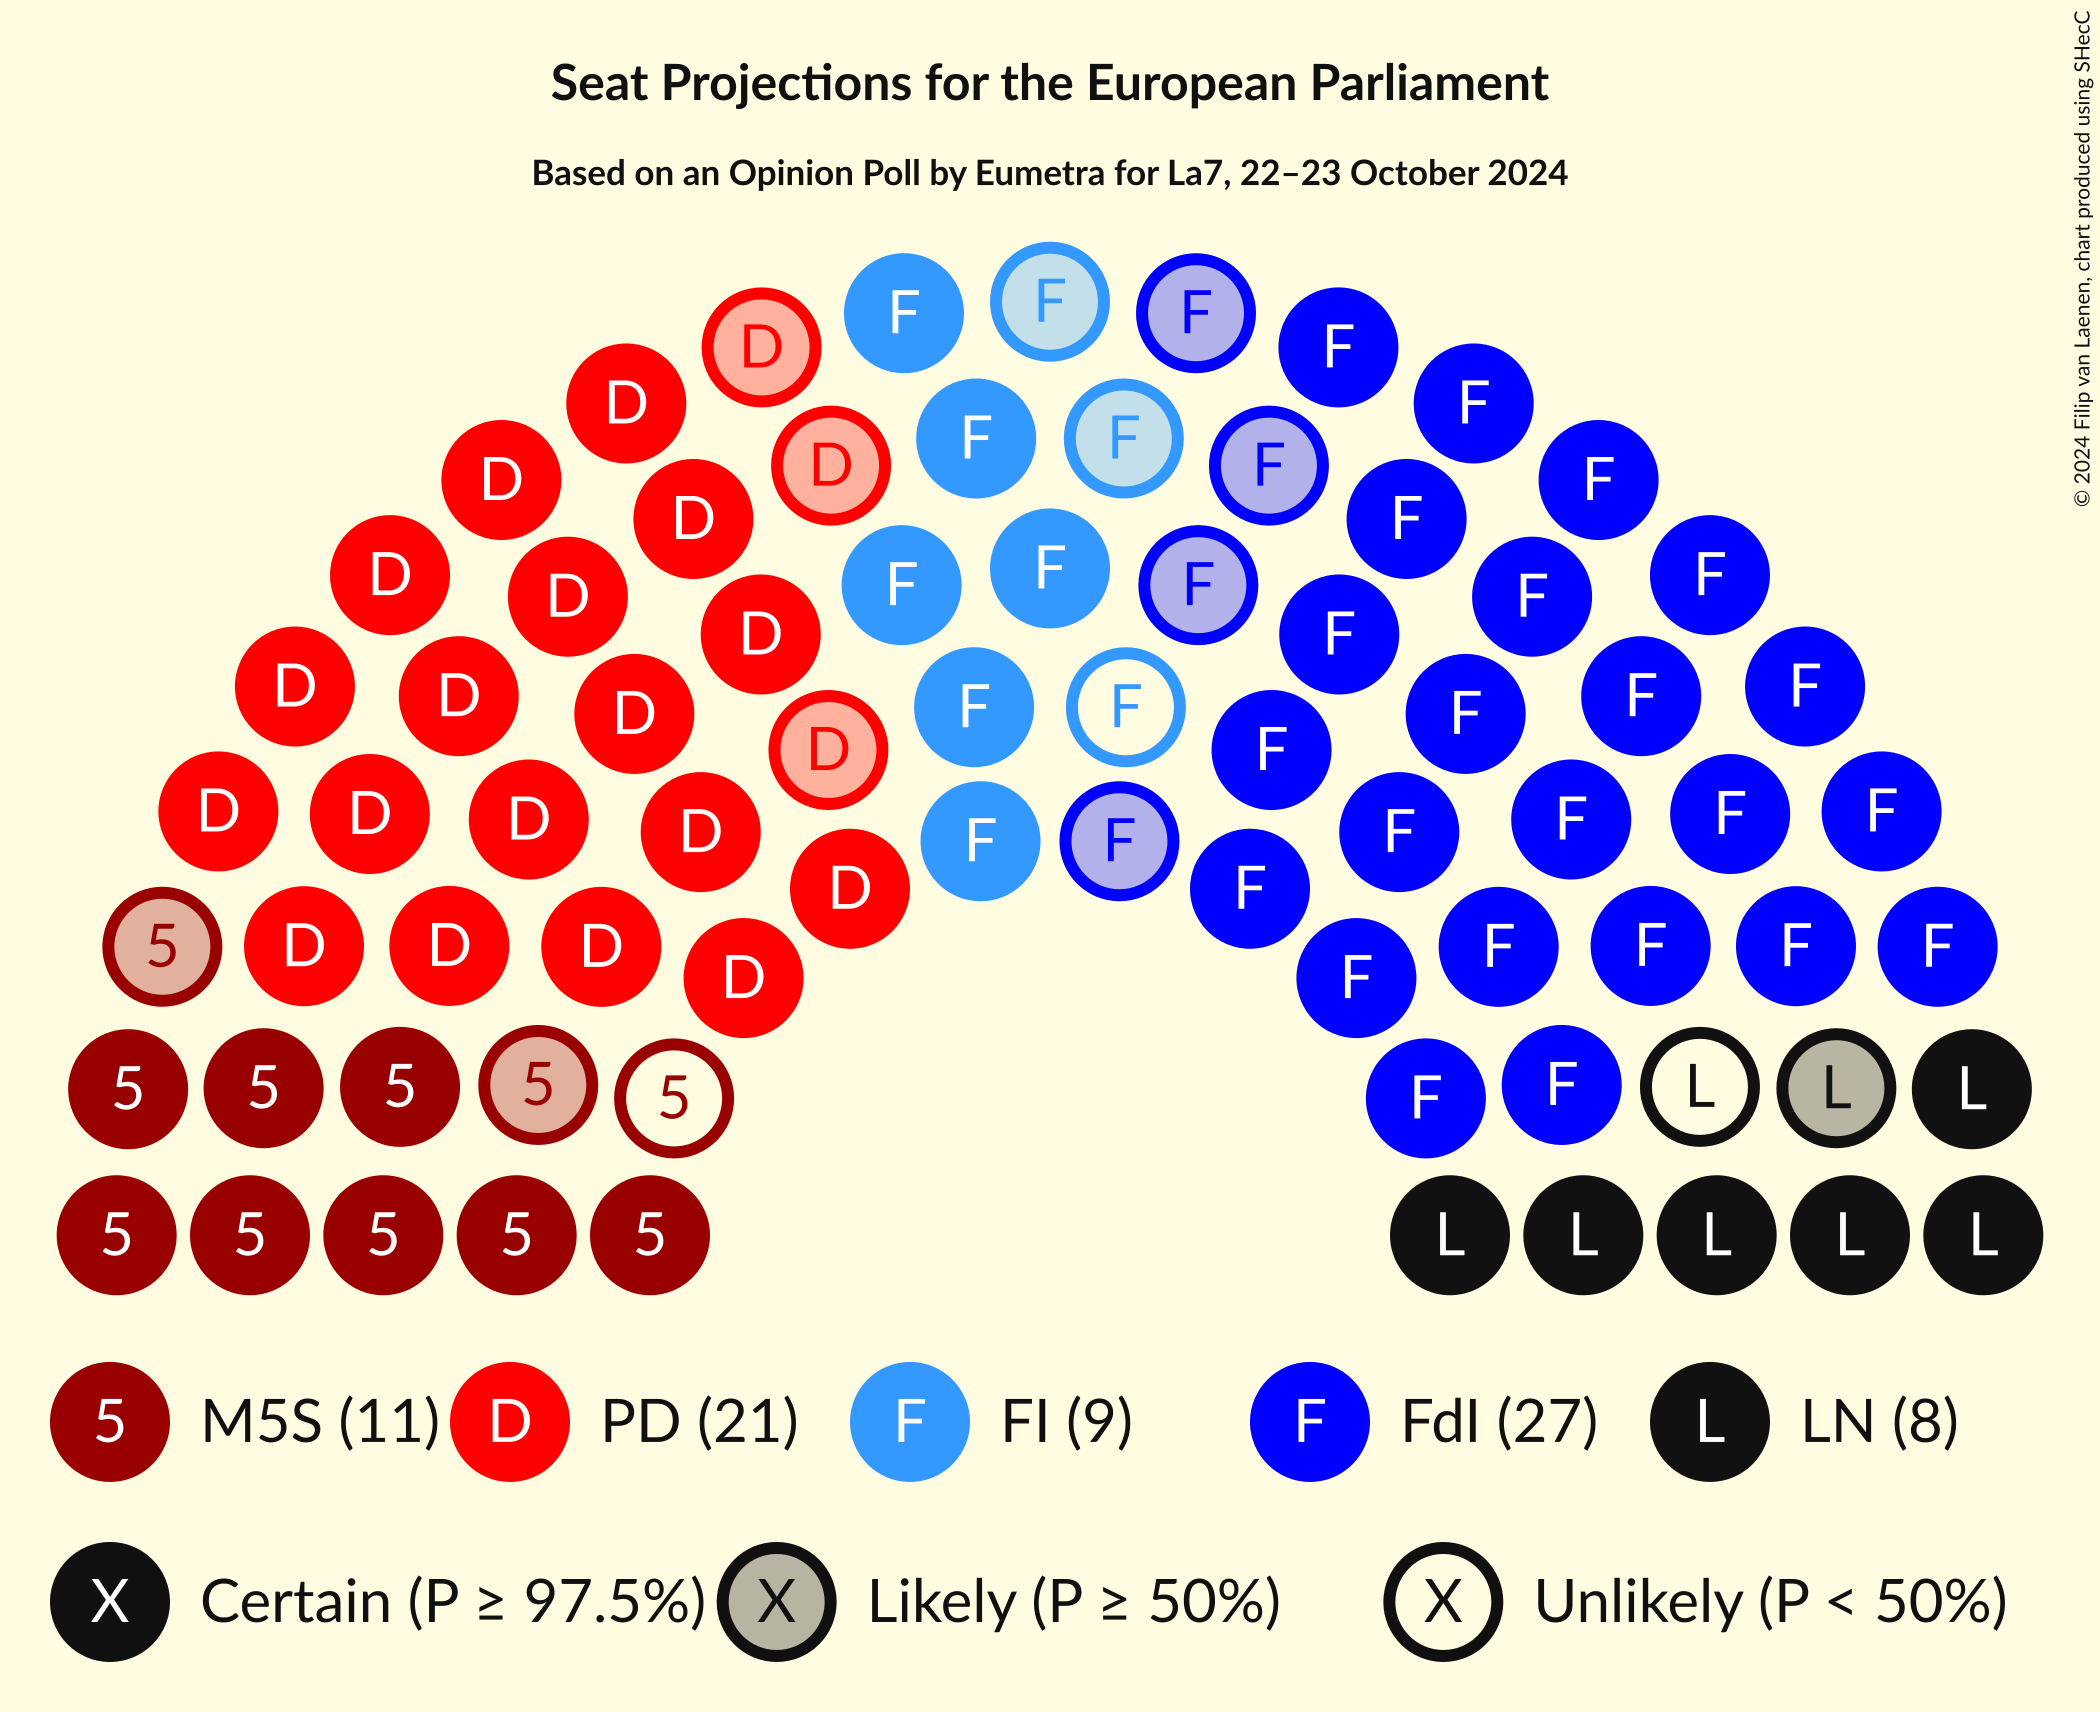 Seat Projections for the European Parliament
Based on an Opinion Poll by Eumetra for La7, 22–23 October 2024
© 2024 Filip van Laenen, chart produced using SHecC
F F F
D F F
D F F D F
D D F
D F F
D D F F F
D D F F
D F F F
D D F F F
D D F F F
D D D D F F F F F
D F F F
5 D D D F F F F
D F
5 5 5 5 5 F F L L L
5 5 5 5 5 L L L L L
5 M5S (11) D PD (21) F FI (9) F FdI (27) L LN (8)
X Certain (P ≥ 97.5%) X Likely (P ≥ 50%) X Unlikely (P < 50%)